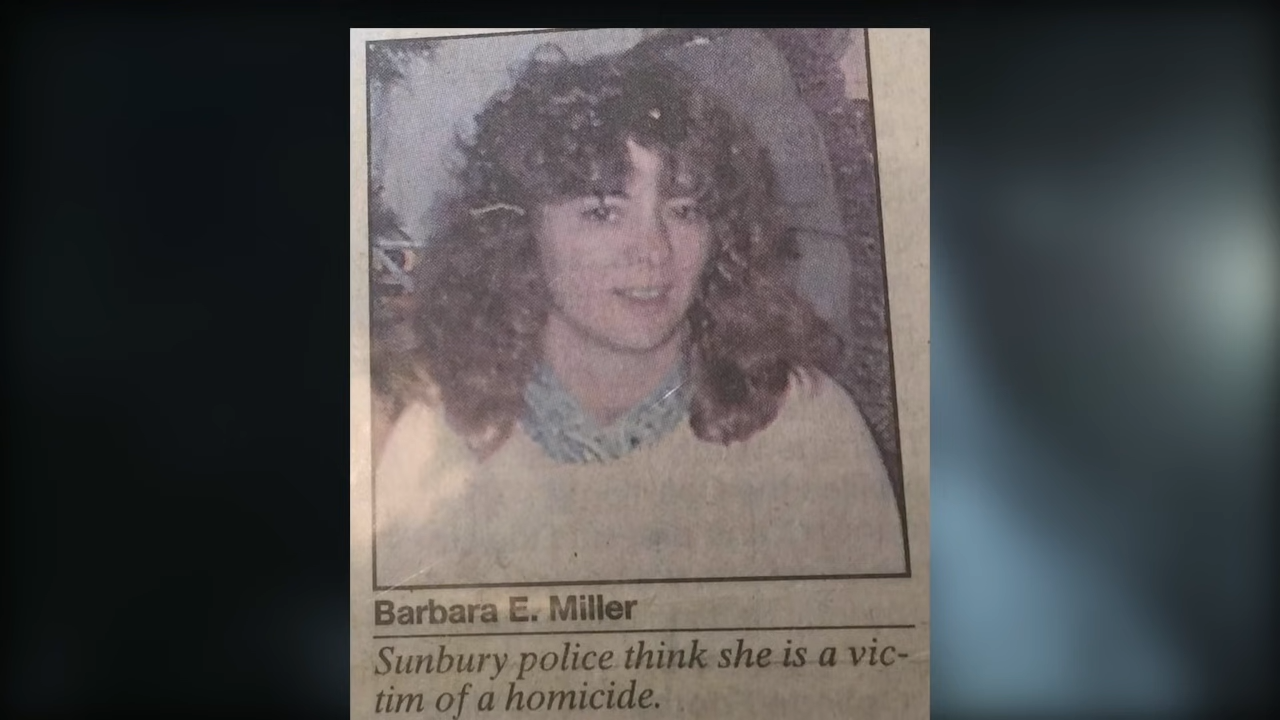 Barbara E. Miller
Sunbury police think she is a vic-
tim of a homicide.